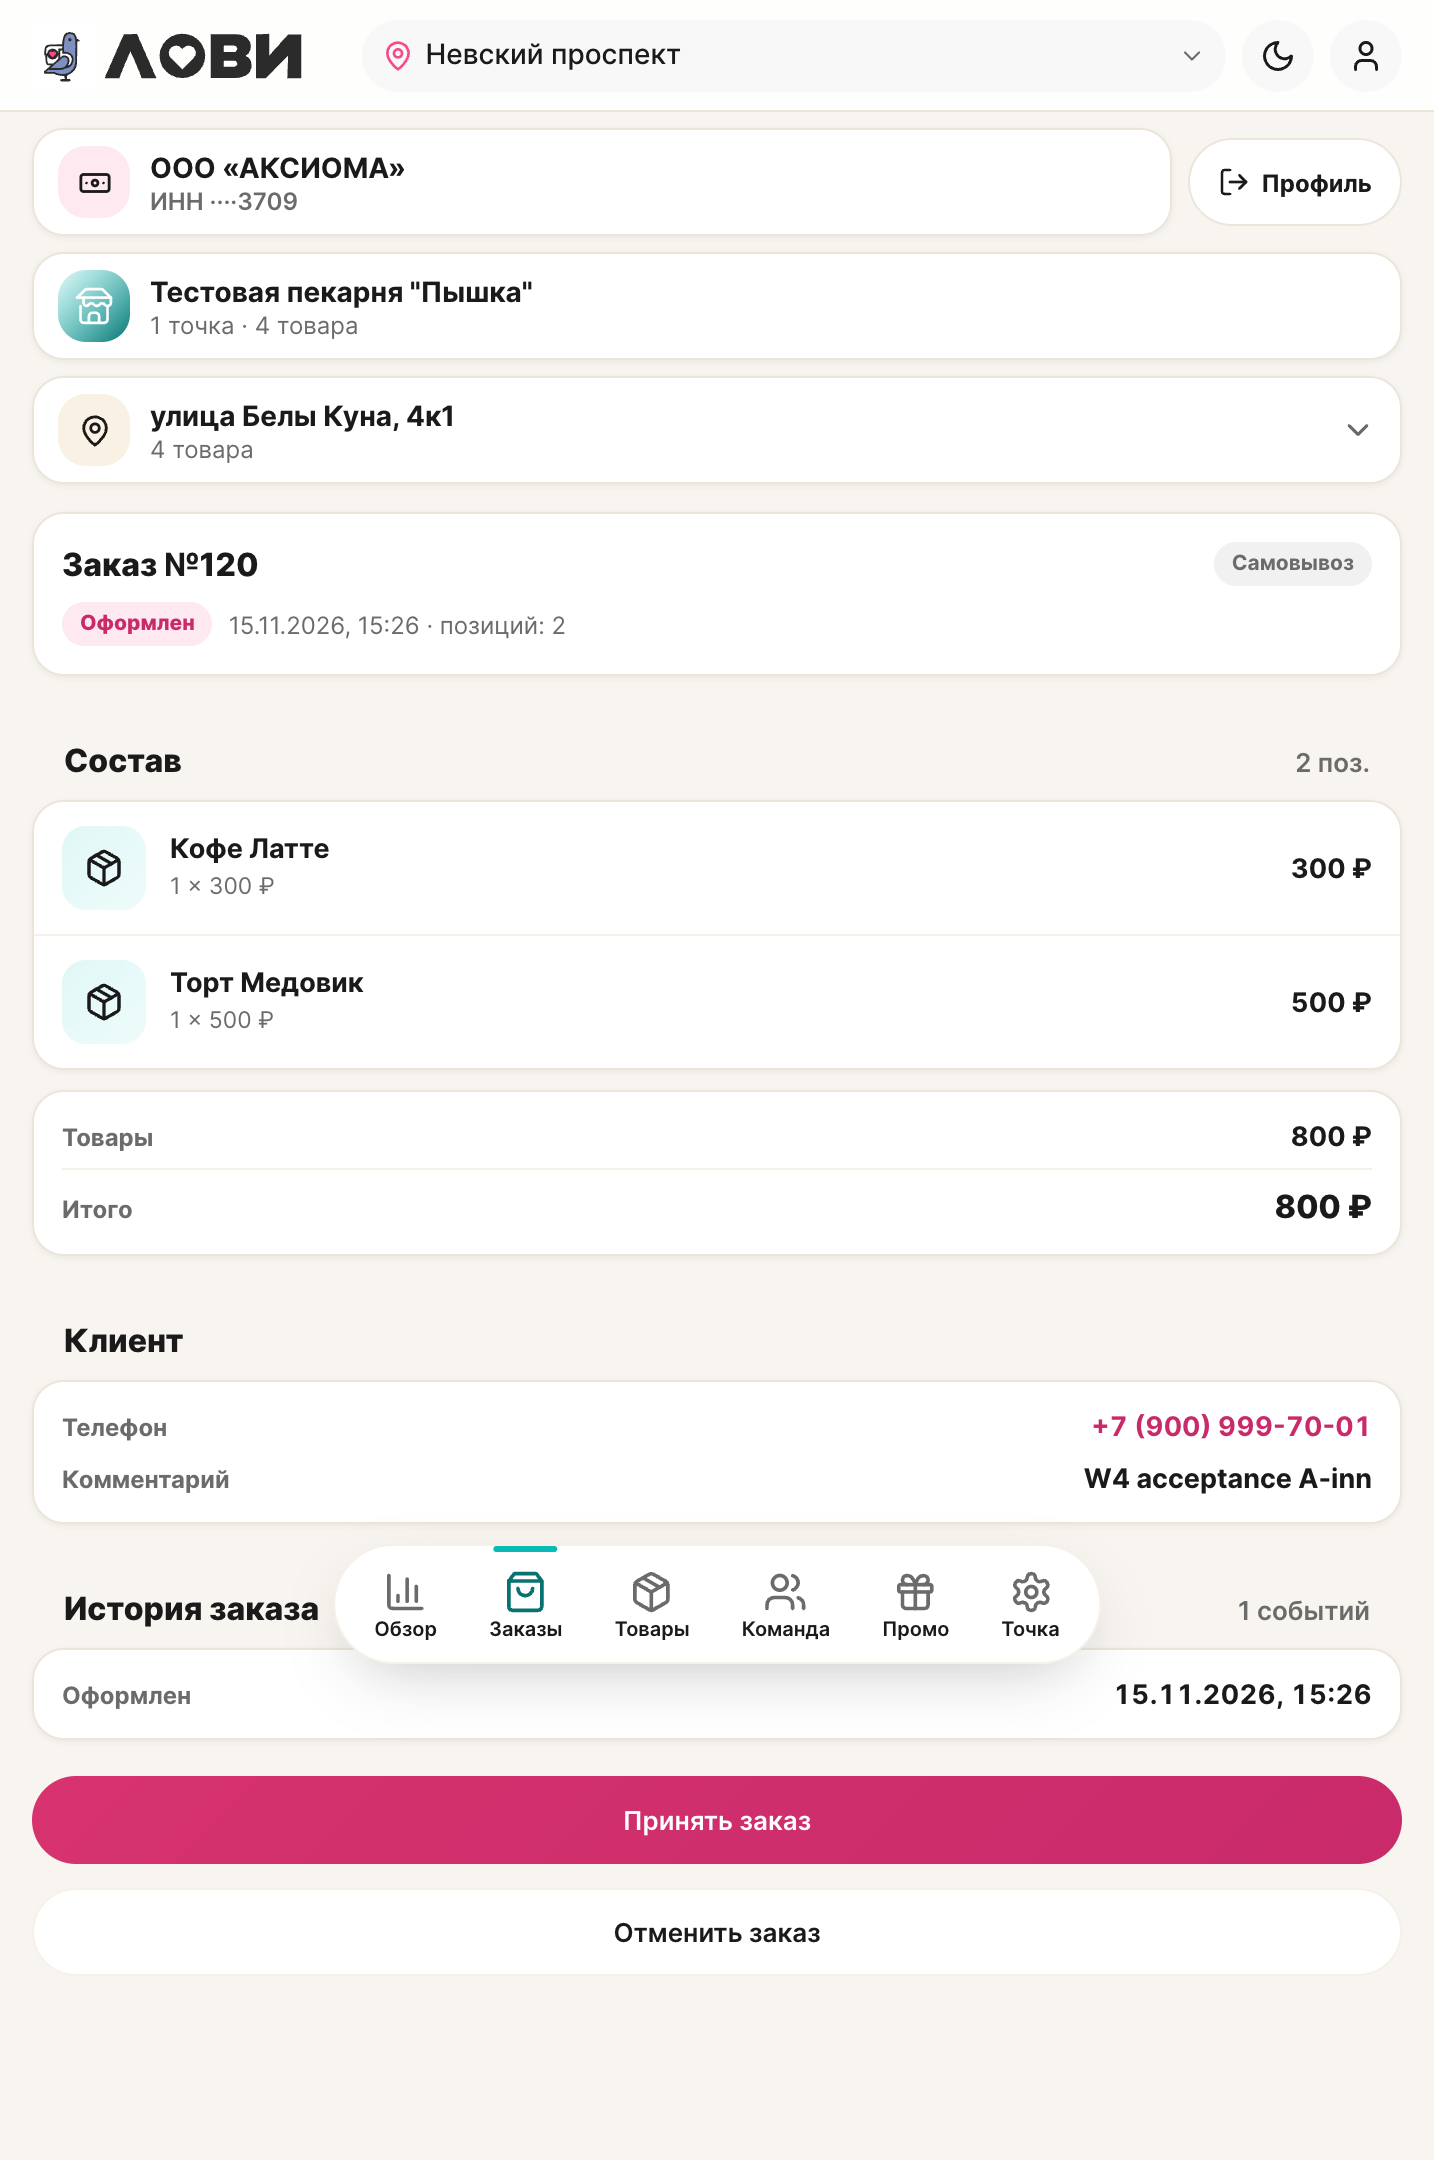 ЛОВИ
Невский проспект
ООО «АКСИОМА»
ИНН ····3709
Профиль
Тестовая пекарня "Пышка"
1 точка · 4 товара
улица Белы Куна, 4к1
4 товара
Заказ №120
Самовывоз
Оформлен
15.11.2026, 15:26 · позиций: 2
Состав
2 поз.
Кофе Латте
1 × 300 ₽
300 ₽
Торт Медовик
1 × 500 ₽
500 ₽
Товары
800 ₽
Итого
800 ₽
Клиент
Телефон
+7 (900) 999-70-01
Комментарий
W4 acceptance A-inn
История заказа
1 событий
Обзор
Заказы
Товары
Команда
Промо
Точка
Оформлен
15.11.2026, 15:26
Принять заказ
Отменить заказ